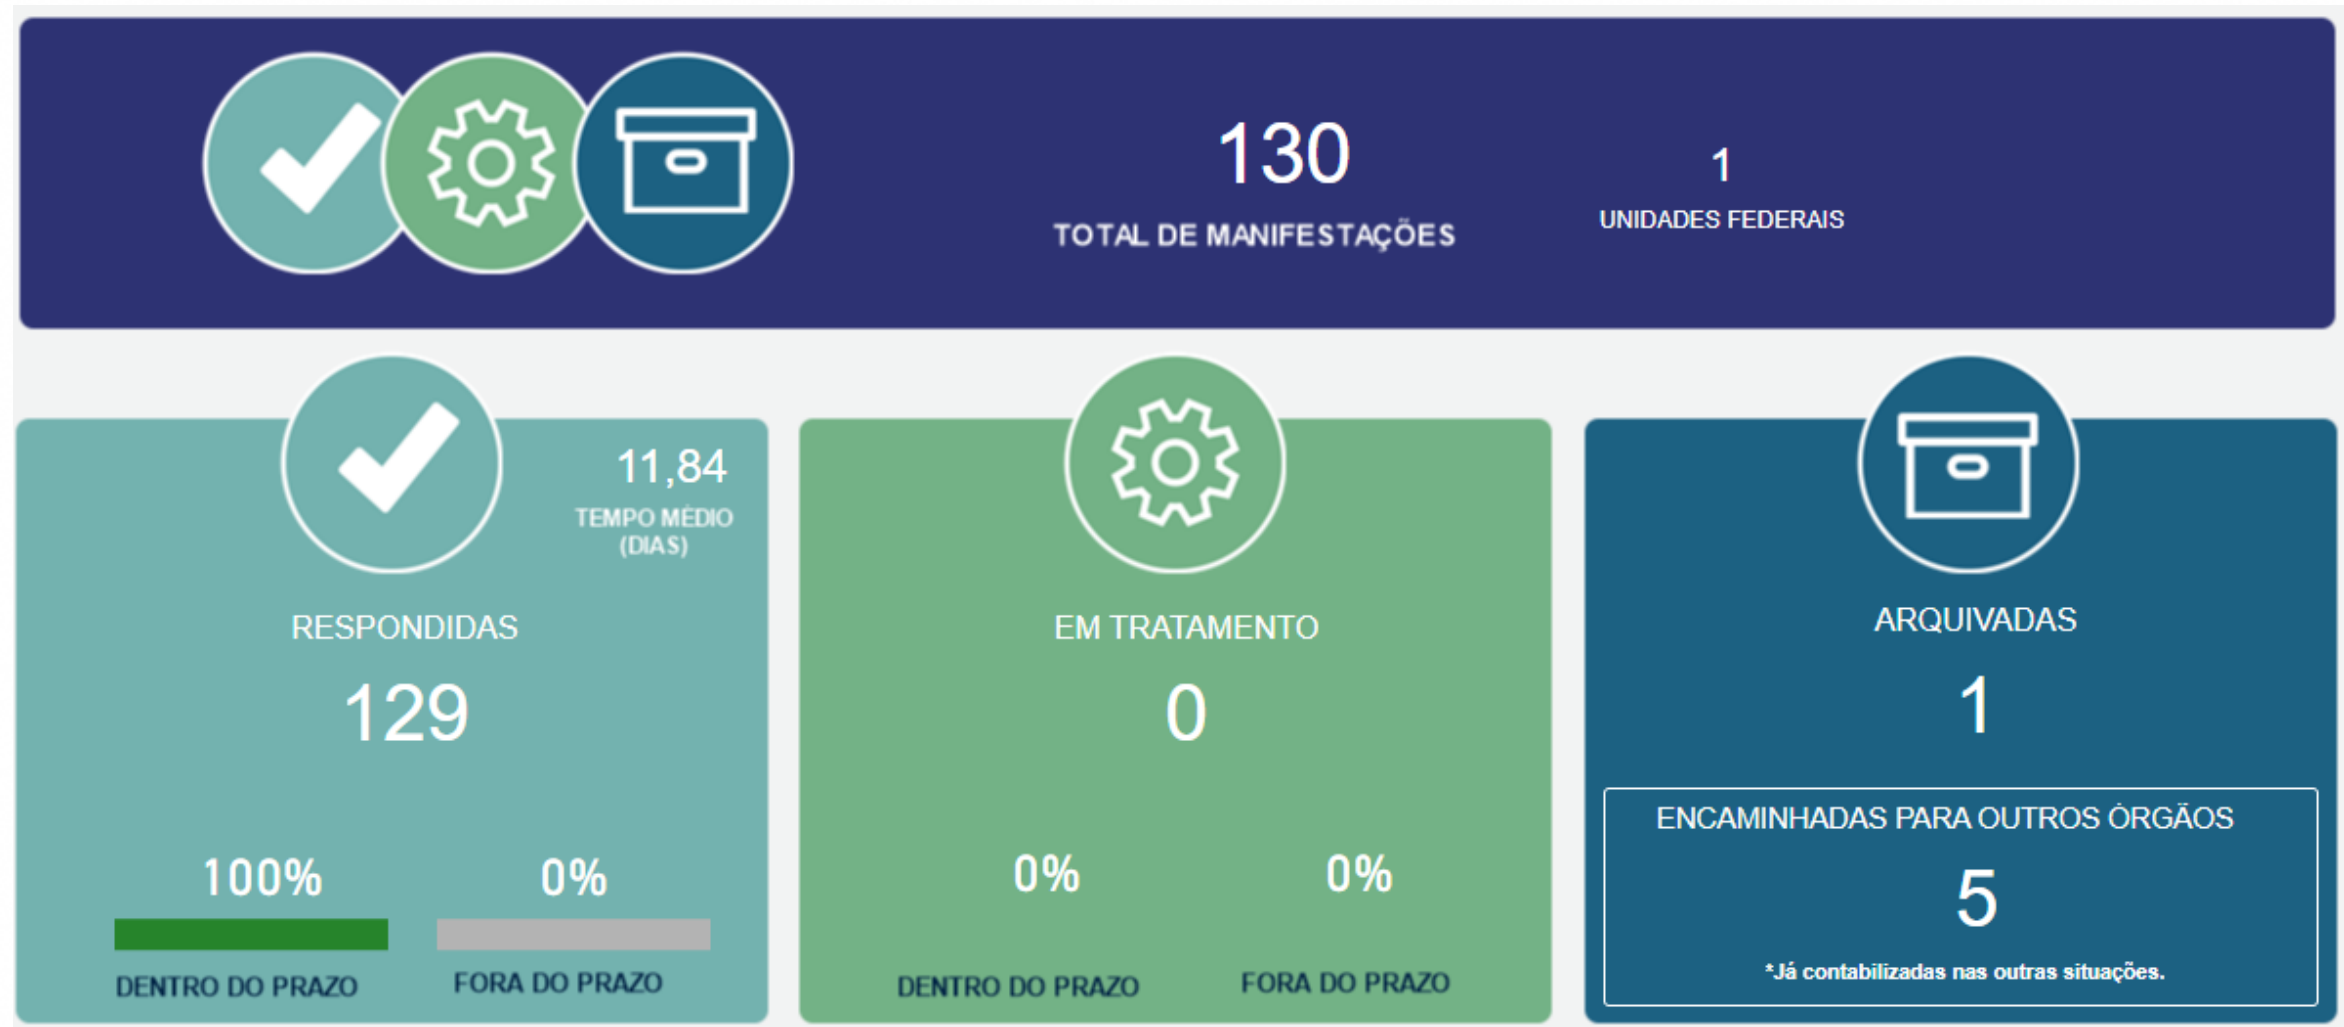 130
TOTAL DE MANIFESTAÇÕES
1
UNIDADES FEDERAIS
11,84
TEMPO MÉDIO
(DIAS)
RESPONDIDAS
129
100%
0%
DENTRO DO PRAZO
FORA DO PRAZO
EM TRATAMENTO
0
0%
0%
DENTRO DO PRAZO
FORA DO PRAZO
ARQUIVADAS
1
ENCAMINHADAS PARA OUTROS ÓRGÃOS
5
*Já contabilizadas nas outras situações.